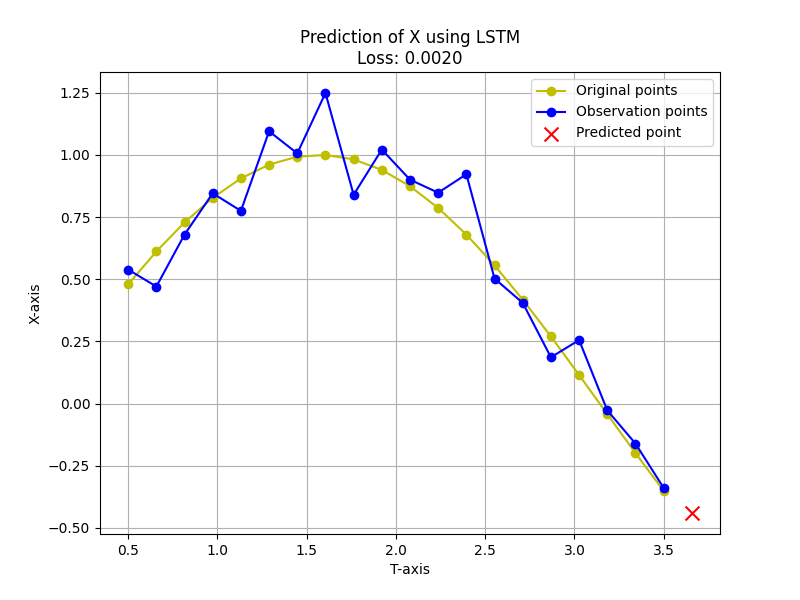 Prediction of X using LSTM
Loss: 0.0020
Original points
Observation points
Predicted point
1.25
1.00
0.75
0.50
0.25
0.00
−0.25
−0.50
X-axis
0.5 1.0 1.5 2.0 2.5 3.0 3.5
T-axis